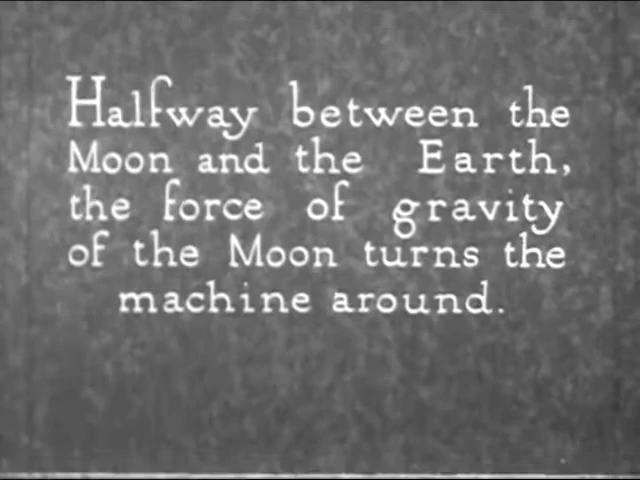 Halfway between the
Moon and the Earth,
the force of gravity
of the Moon turns the
machine around.